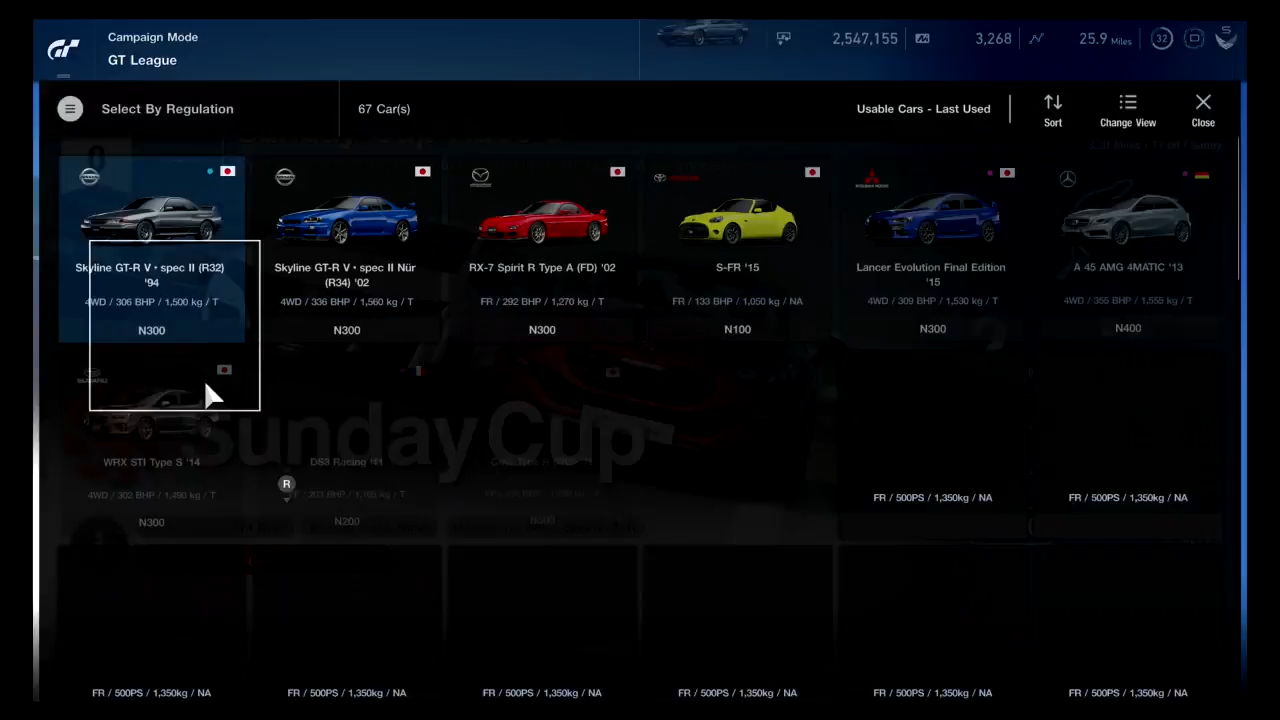 Campaign Mode
GT League
2,547,155
3,268
25.9 Miles
32
S
Select By Regulation
67 Car(s)
Usable Cars - Last Used
Sort
Change View
Close
Skyline GT-R V・spec II (R32) '94
4WD / 306 BHP / 1,500 kg / T
N300
Skyline GT-R V・spec II Nür (R34) '02
4WD / 336 BHP / 1,560 kg / T
N300
RX-7 Spirit R Type A (FD) '02
FR / 292 BHP / 1,270 kg / T
N300
S-FR '15
FR / 133 BHP / 1,050 kg / NA
N100
Lancer Evolution Final Edition '15
4WD / 309 BHP / 1,530 kg / T
N300
A 45 AMG 4MATIC '13
4WD / 355 BHP / 1,555 kg / T
N400
Sunday Cup
WRX STI Type S '14
4WD / 302 BHP / 1,490 kg / T
N300
DS3 Racing '11
R
N200
FR / 500PS / 1,350kg / NA
FR / 500PS / 1,350kg / NA
FR / 500PS / 1,350kg / NA
FR / 500PS / 1,350kg / NA
FR / 500PS / 1,350kg / NA
FR / 500PS / 1,350kg / NA
FR / 500PS / 1,350kg / NA
FR / 500PS / 1,350kg / NA